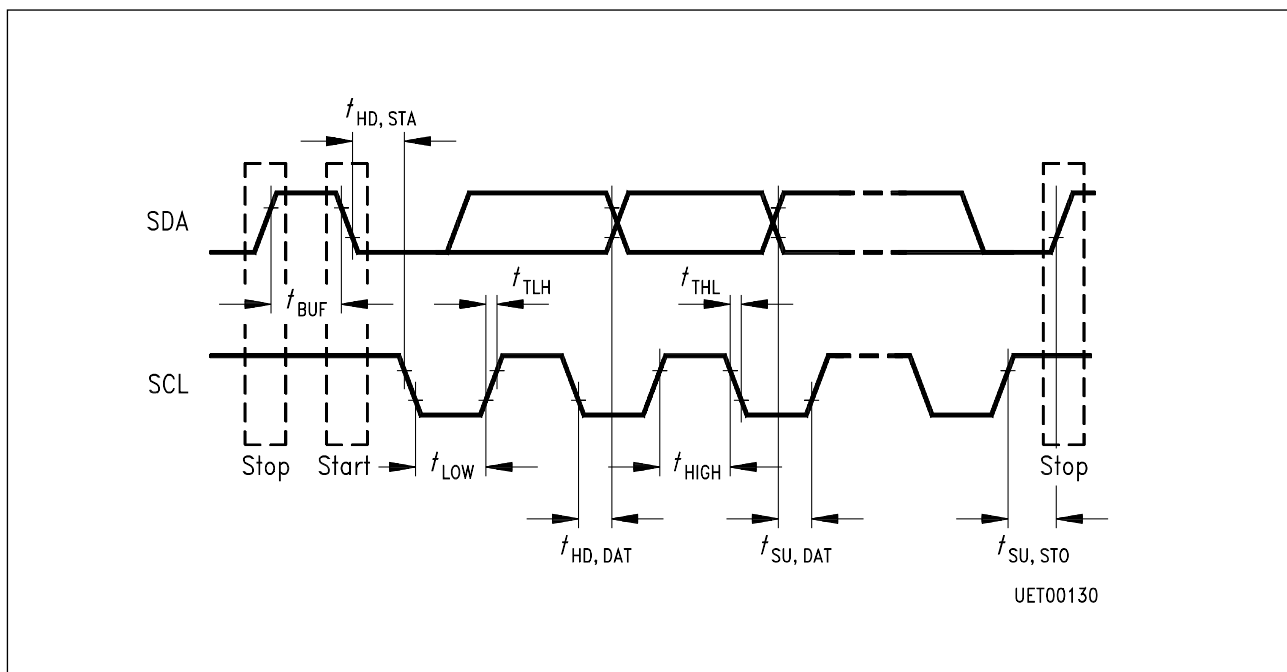 tHD, STA
SDA
tBUF
tTLH
tTHL
SCL
Stop
Start
tLOW
tHIGH
Stop
tHD, DAT
tSU, DAT
tSU, STO
UET00130